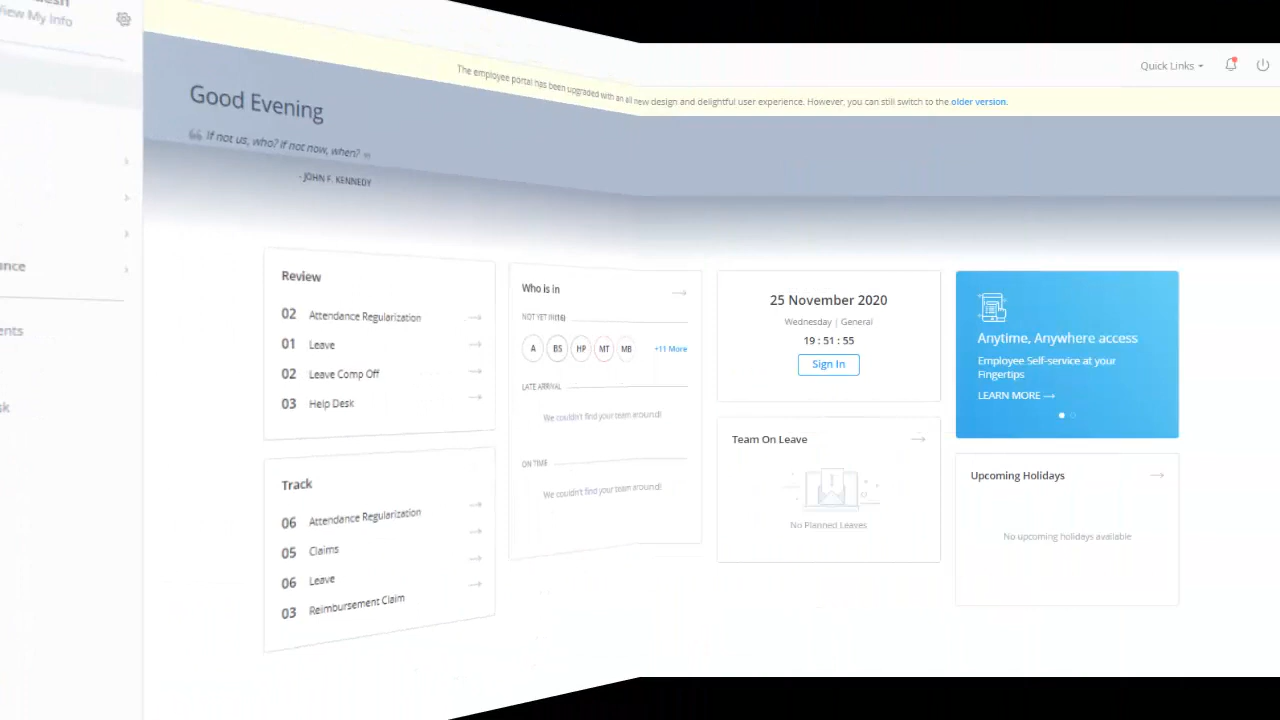 View My Info
Quick Links
The employee portal has been upgraded with an all new design and delightful user experience. However, you can still switch to the older version.
Good Evening
If not us, who? if not now, when?
- JOHN F. KENNEDY
Review
02 Attendance Regularization
01 Leave
02 Leave Comp Off
03 Help Desk
Track
06 Attendance Regularization
05 Claims
06 Leave
03 Reimbursement Claim
Who is in
NOT YET IN(16)
A BS HP MT MB +11 More
LATE ARRIVAL
We couldn't find your team around!
ON TIME
We couldn't find your team around!
25 November 2020
Wednesday | General
19 : 51 : 55
Sign In
Team On Leave
No Planned Leaves
Anytime, Anywhere access
Employee Self-service at your
Fingertips
LEARN MORE
Upcoming Holidays
No upcoming holidays available